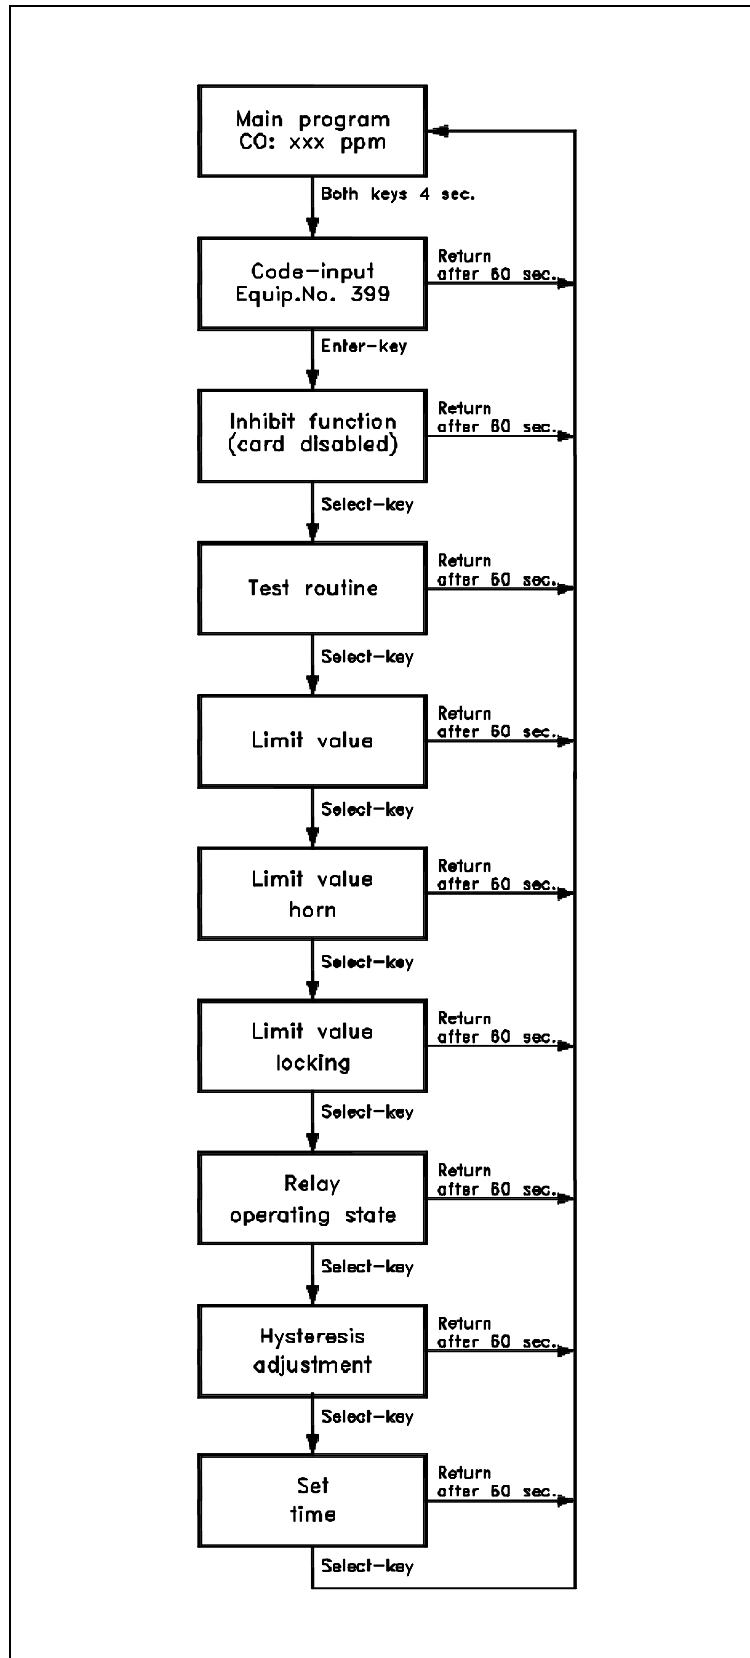 Main program
CO: xxx ppm
Both keys 4 sec.
Code-input
Equip.No. 399
Return
after 60 sec.
Enter-key
Inhibit function
(card disabled)
Return
after 60 sec.
Select-key
Test routine
Return
after 60 sec.
Select-key
Limit value
Return
after 60 sec.
Select-key
Limit value
horn
Return
after 60 sec.
Select-key
Limit value
locking
Return
after 60 sec.
Select-key
Relay
operating state
Return
after 60 sec.
Select-key
Hysteresis
adjustment
Return
after 60 sec.
Select-key
Set
time
Return
after 60 sec.
Select-key